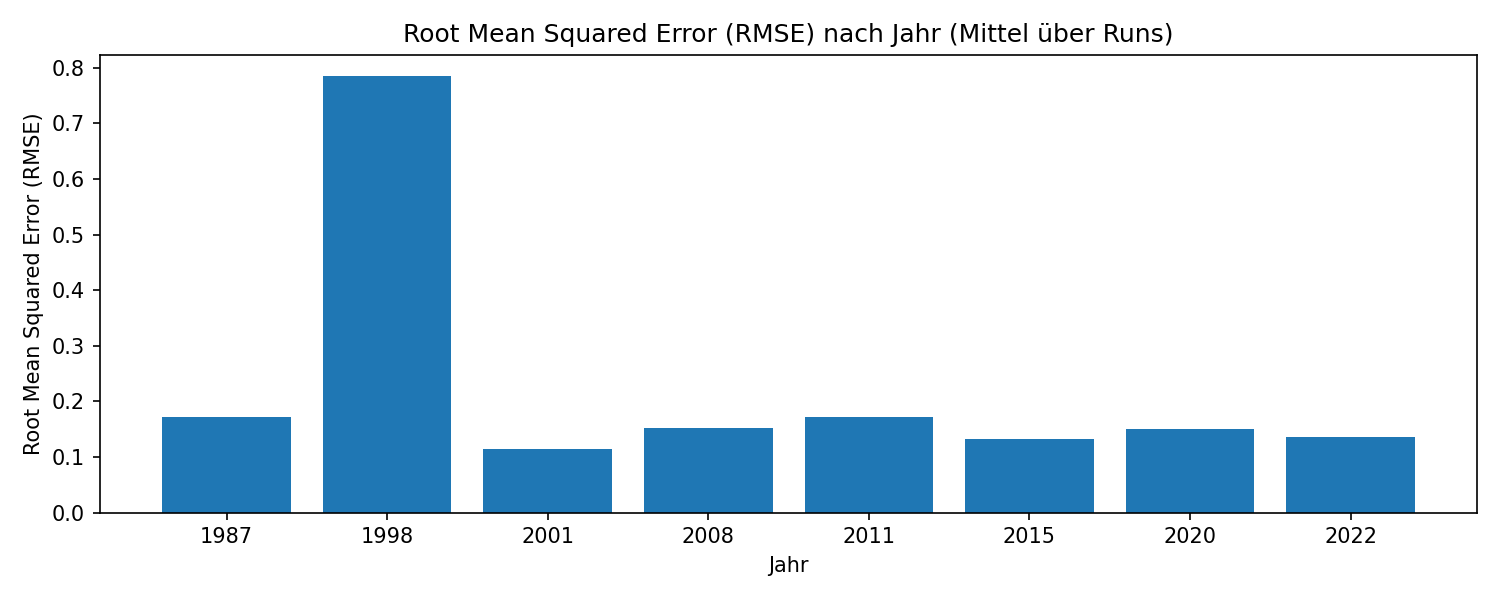 Root Mean Squared Error (RMSE) nach Jahr (Mittel über Runs)
Root Mean Squared Error (RMSE)
0.8
0.7
0.6
0.5
0.4
0.3
0.2
0.1
0.0
1987 1998 2001 2008 2011 2015 2020 2022
Jahr